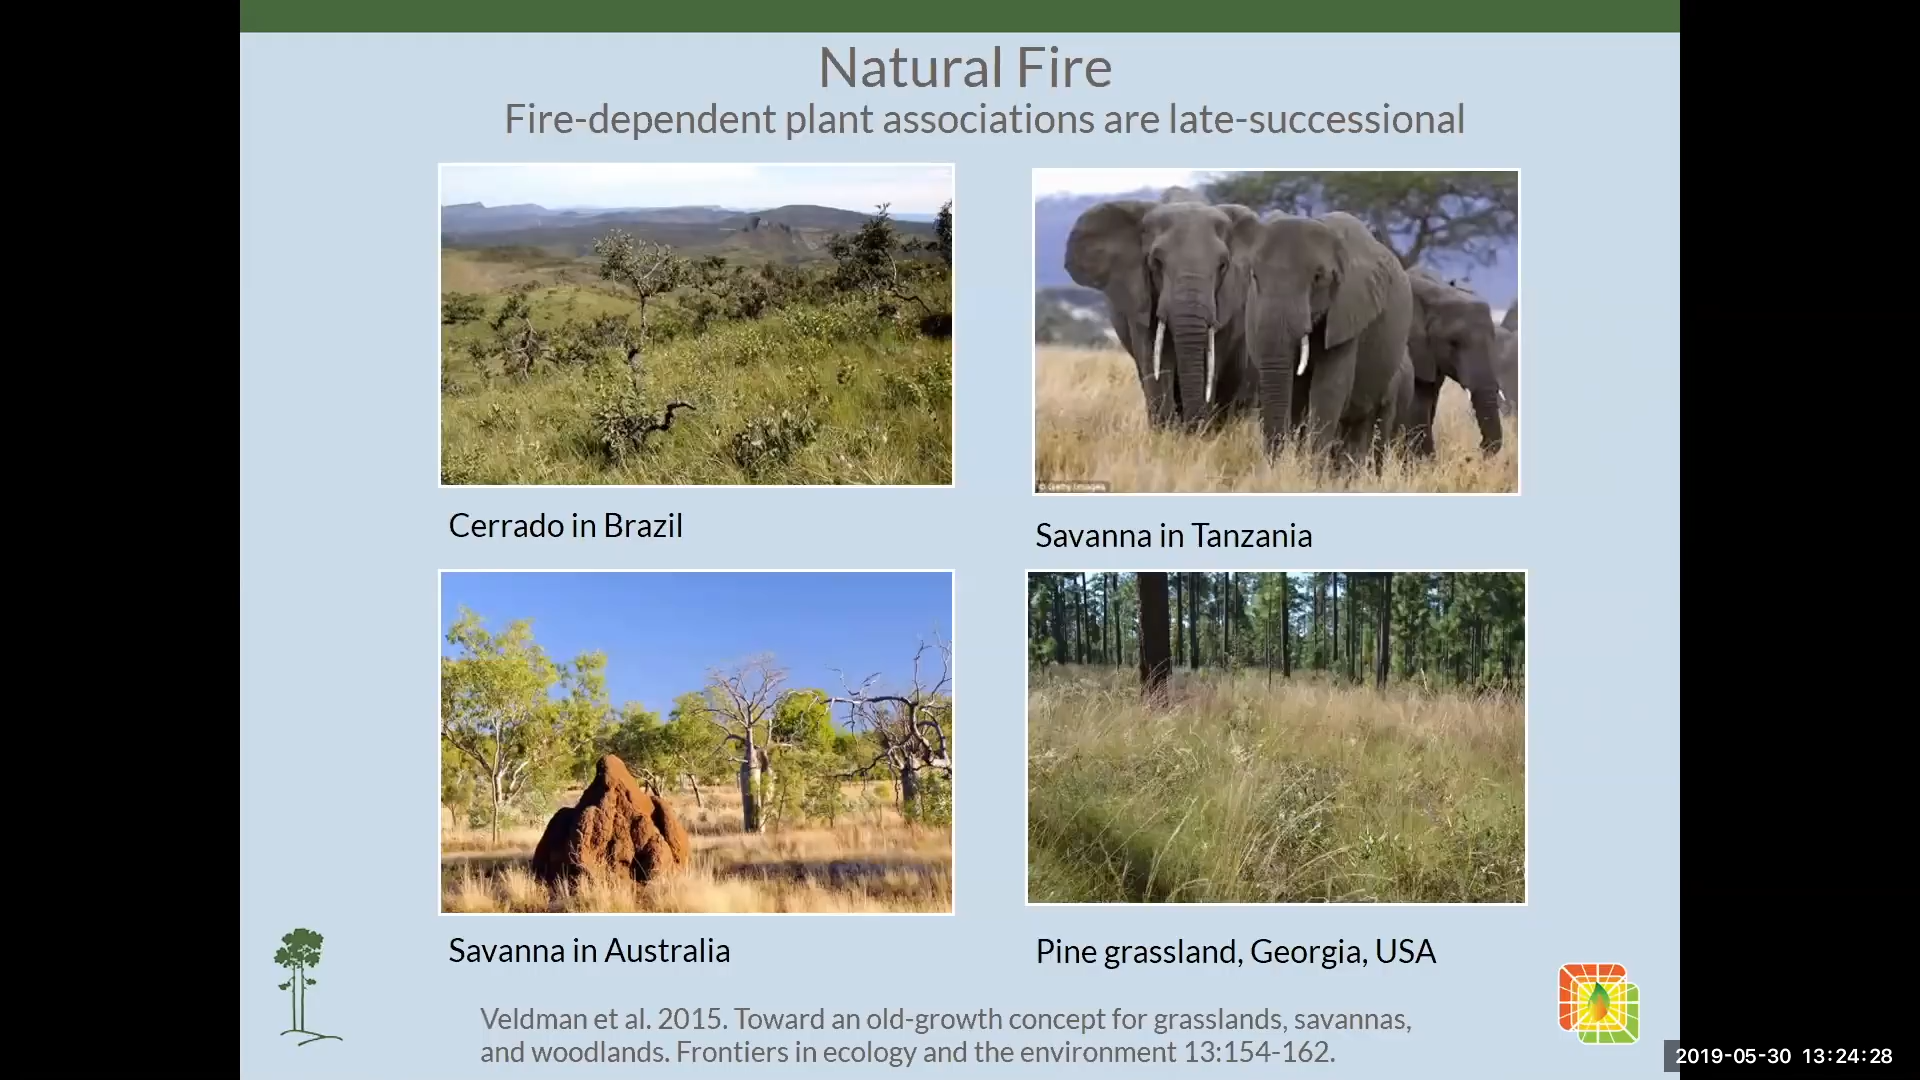 Natural Fire
Fire-dependent plant associations are late-successional
© Getty Images
Cerrado in Brazil
Savanna in Tanzania
Savanna in Australia
Pine grassland, Georgia, USA
Veldman et al. 2015. Toward an old-growth concept for grasslands, savannas,
and woodlands. Frontiers in ecology and the environment 13:154-162.
2019-05-30 13:24:28